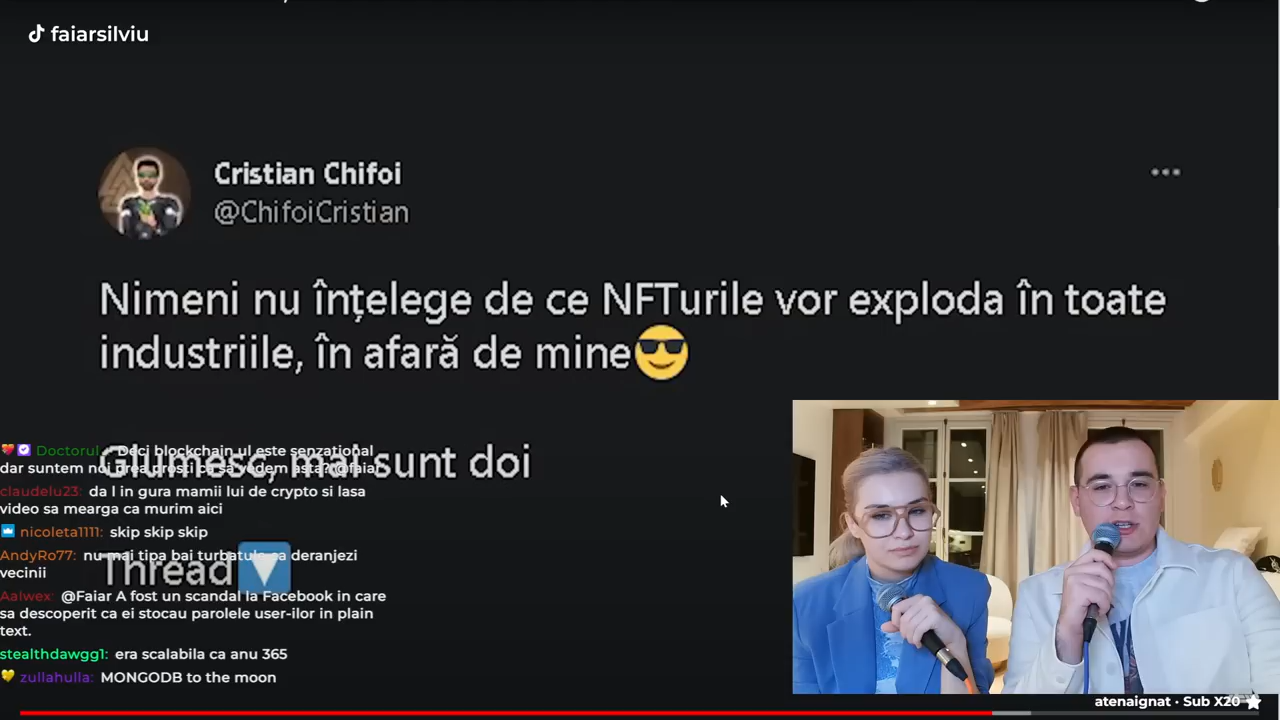 faiarsilviu
Cristian Chifoi
@ChifoiCristian
Nimeni nu înțelege de ce NFTurile vor exploda în toate
industriile, în afară de mine😎
Glumesc, mai sunt doi
Thread
Doctorul Deci blockchain ul este senzational
dar suntem noi prea prosti ca sa vedem asta? @faiar
claudelu23: da l in gura mamii lui de crypto si lasa
video sa mearga ca murim aici
nicoleta1111: skip skip skip
AndyRo77: nu mai tipa bai turbatule sa deranjezi
vecinii
Aalwex: @Faiar A fost un scandal la Facebook in care
sa descoperit ca ei stocau parolele user-ilor in plain
text.
stealthdawgg1: era scalabila ca anu 365
zullahulla: MONGODB to the moon
atenaignat · Sub X20